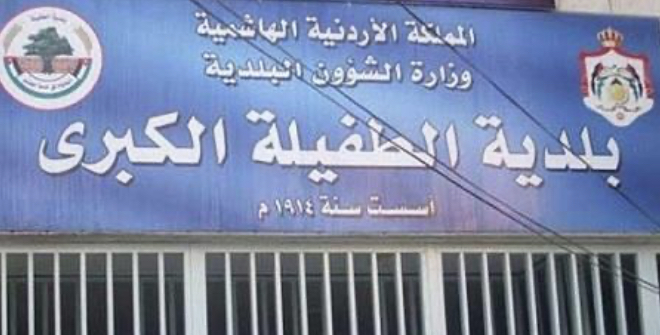 المملكة الأردنية الهاشمية
وزارة الشؤون البلدية
بلدية الطفيلة الكبرى
أسست سنة ١٩١٤ م